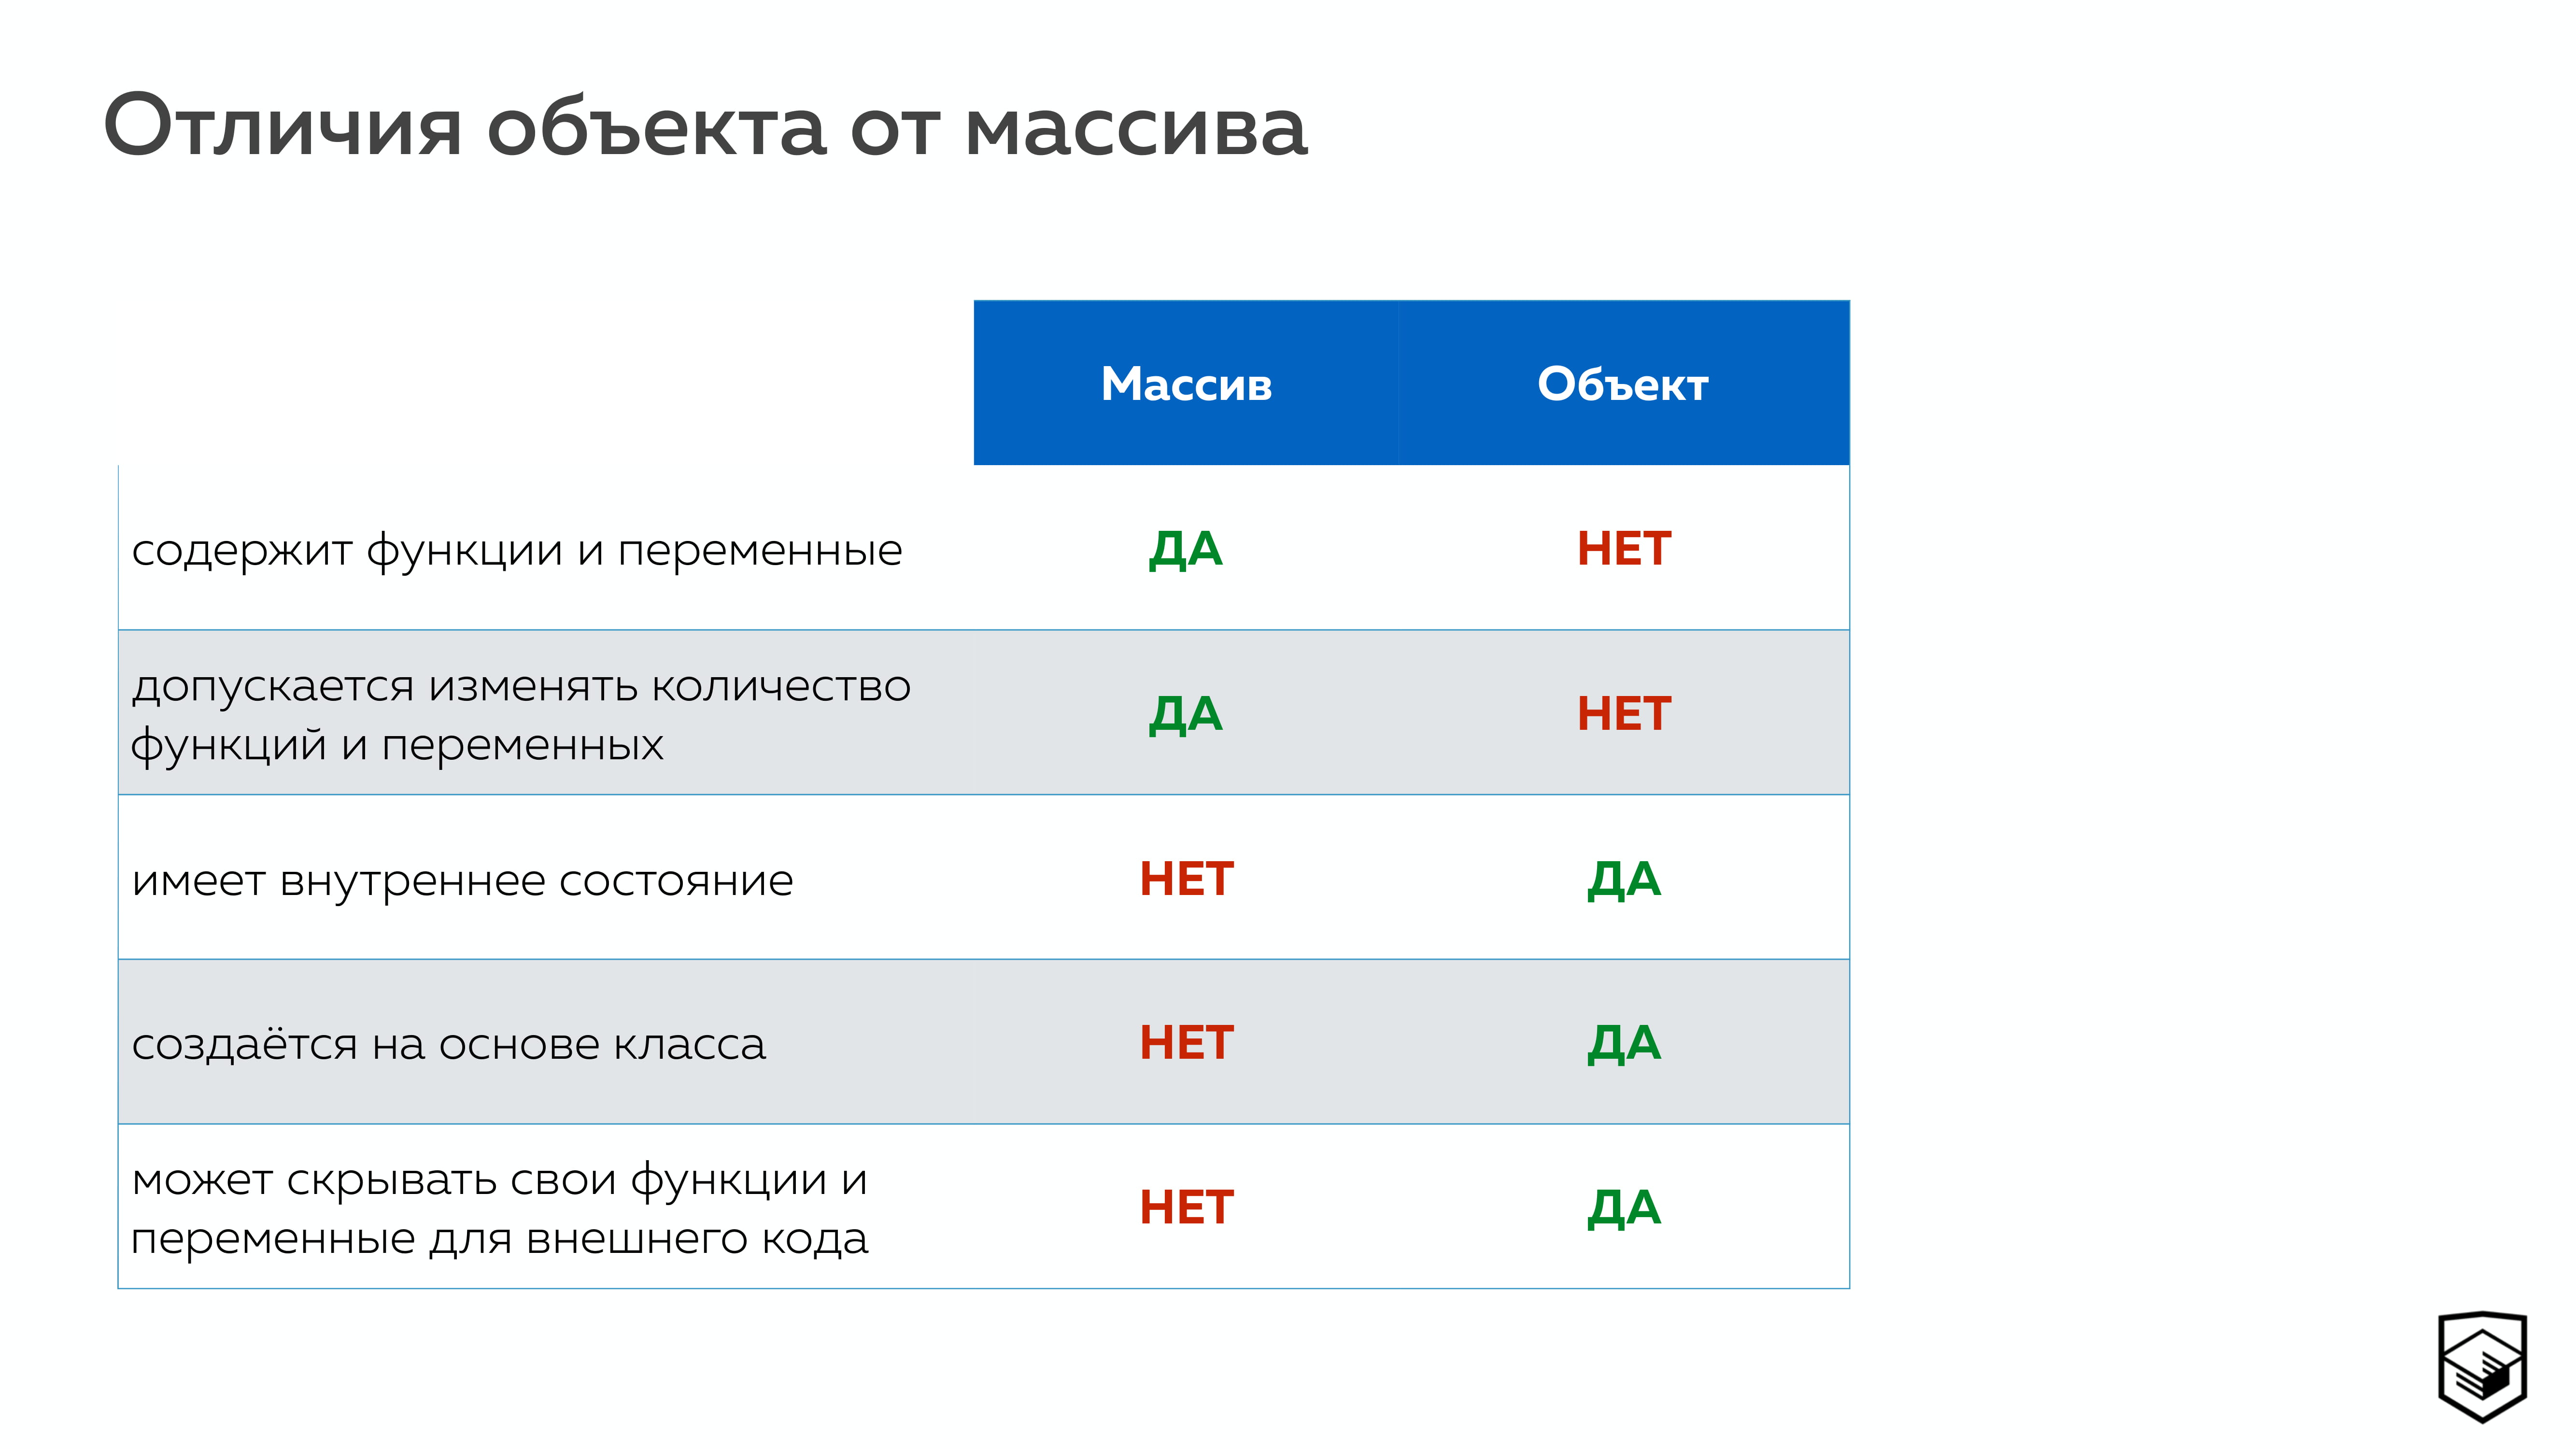 Отличия объекта от массива
Массив Объект
содержит функции и переменные ДА НЕТ
допускается изменять количество
функций и переменных ДА НЕТ
имеет внутреннее состояние НЕТ ДА
создаётся на основе класса НЕТ ДА
может скрывать свои функции и
переменные для внешнего кода НЕТ ДА